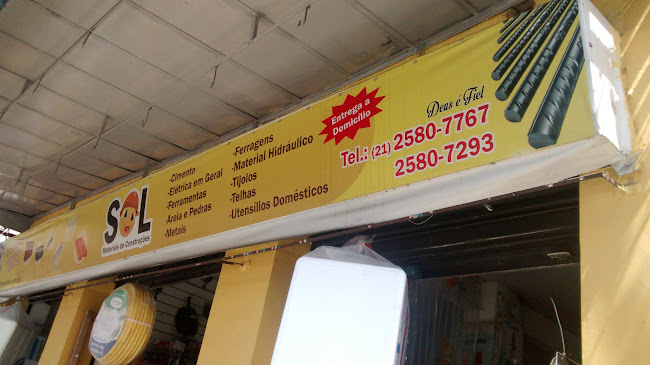 SOL
Materiais de Construções
-Cimento
-Elétrica em Geral
-Ferramentas
-Areia e Pedras
-Metais
-Ferragens
-Material Hidráulico
-Tijolos
-Telhas
-Utensílios Domésticos
Entrega a
Domicílio
Deus é Fiel
Tel.: (21) 2580-7767
2580-7293